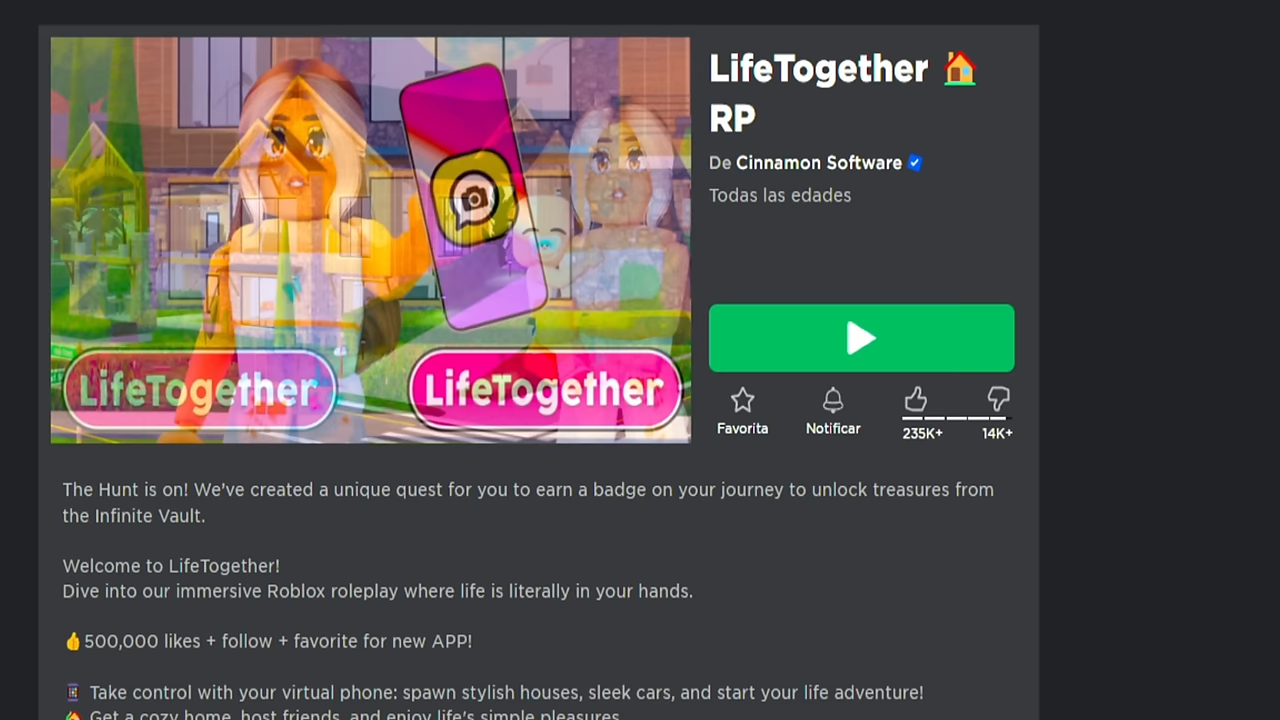 LifeTogether 🏠
RP
De Cinnamon Software
Todas las edades
LifeTogether
LifeTogether
Favorita
Notificar
235K+
14K+
The Hunt is on! We've created a unique quest for you to earn a badge on your journey to unlock treasures from
the Infinite Vault.
Welcome to LifeTogether!
Dive into our immersive Roblox roleplay where life is literally in your hands.
👍500,000 likes + follow + favorite for new APP!
📱 Take control with your virtual phone: spawn stylish houses, sleek cars, and start your life adventure!
🏠 Get a cozy home, host friends, and enjoy life's simple pleasures.